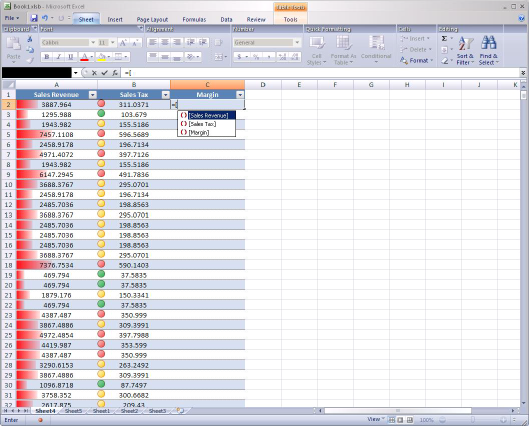 Book1.xlsb - Microsoft Excel
Sheet Insert Page Layout Formulas Data Review Tools
Clipboard Font Alignment Number Quick Formatting Cells Editing
Calibri 11 General Cell Styles Format As Table Conditional Insert Delete Format Sort & Filter Find & Select
=[
A B C D E F G H I J K
1 Sales Revenue Sales Tax Margin
2 3887.964 311.0371 =[
3 1295.988 103.679 [Sales Revenue]
4 1943.982 155.5186 [Sales Tax]
5 7457.1108 596.5689 [Margin]
6 2458.9178 196.7134
7 4971.4072 397.7126
8 1943.982 155.5186
9 6147.2945 491.7836
10 3688.3767 295.0701
11 2458.9178 196.7134
12 2485.7036 198.8563
13 3688.3767 295.0701
14 2485.7036 198.8563
15 2485.7036 198.8563
16 2485.7036 198.8563
17 3688.3767 295.0701
18 7376.7534 590.1403
19 469.794 37.5835
20 469.794 37.5835
21 1879.176 150.3341
22 469.794 37.5835
23 4387.487 350.999
24 3867.4886 309.3991
25 4972.4854 397.7988
26 4419.987 353.599
27 4387.487 350.999
28 3290.6153 263.2492
29 3867.4886 309.3991
30 1096.8718 87.7497
31 3758.352 300.6682
32 2617.875 209.43
Sheet4 Sheet5 Sheet1 Sheet2 Sheet3
Enter View 100%